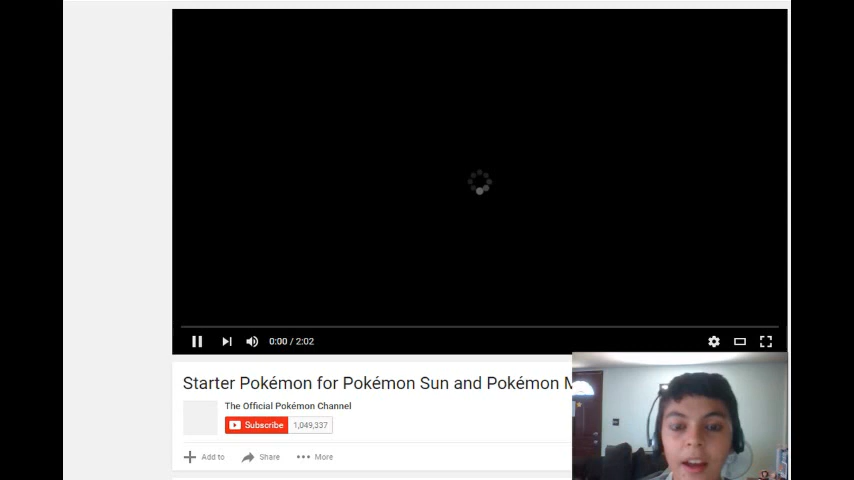 0:00 / 2:02
Starter Pokémon for Pokémon Sun and Pokémon M
The Official Pokémon Channel
Subscribe 1,049,337
Add to Share More